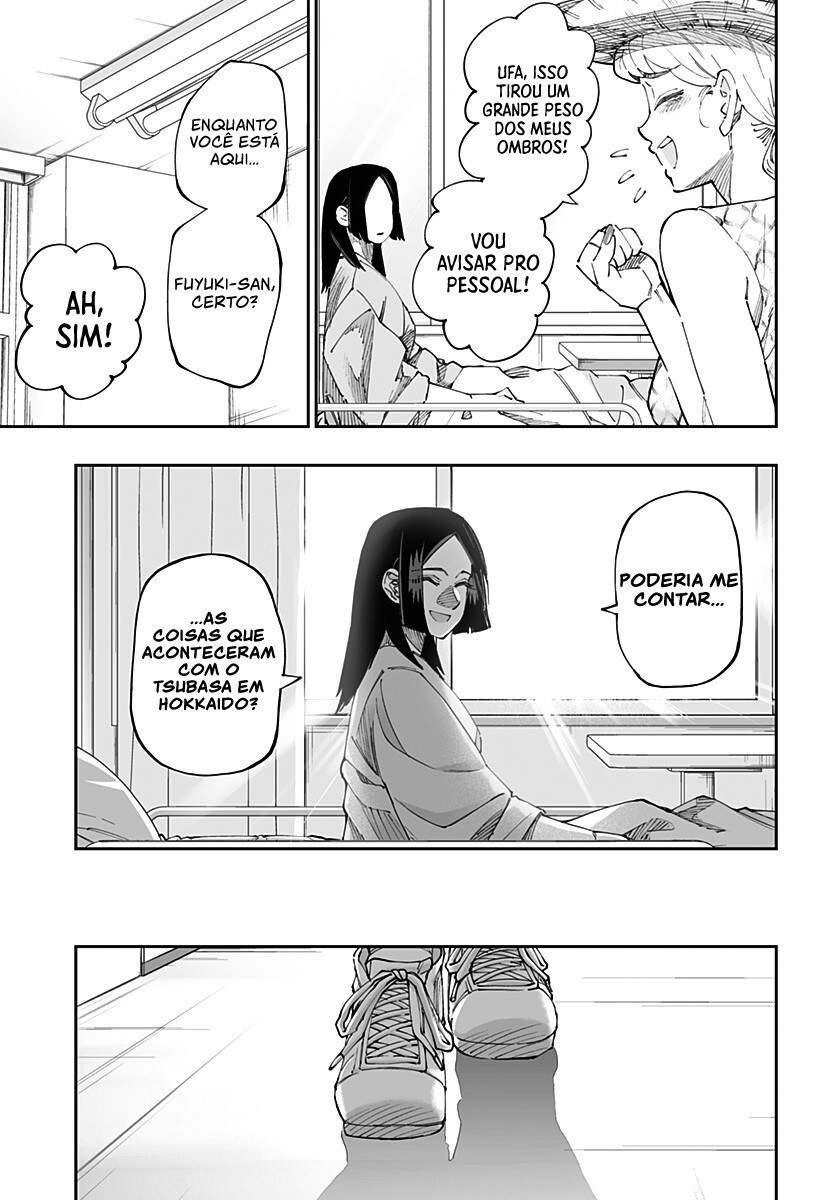 UFA, ISSO
TIROU UM
GRANDE PESO
DOS MEUS
OMBROS!
VOU
AVISAR PRO
PESSOAL!
ENQUANTO
VOCÊ ESTÁ
AQUI...
FUYUKI-SAN,
CERTO?
AH,
SIM!
PODERIA ME
CONTAR...
...AS
COISAS QUE
ACONTECERAM
COM O
TSUBASA EM
HOKKAIDO?